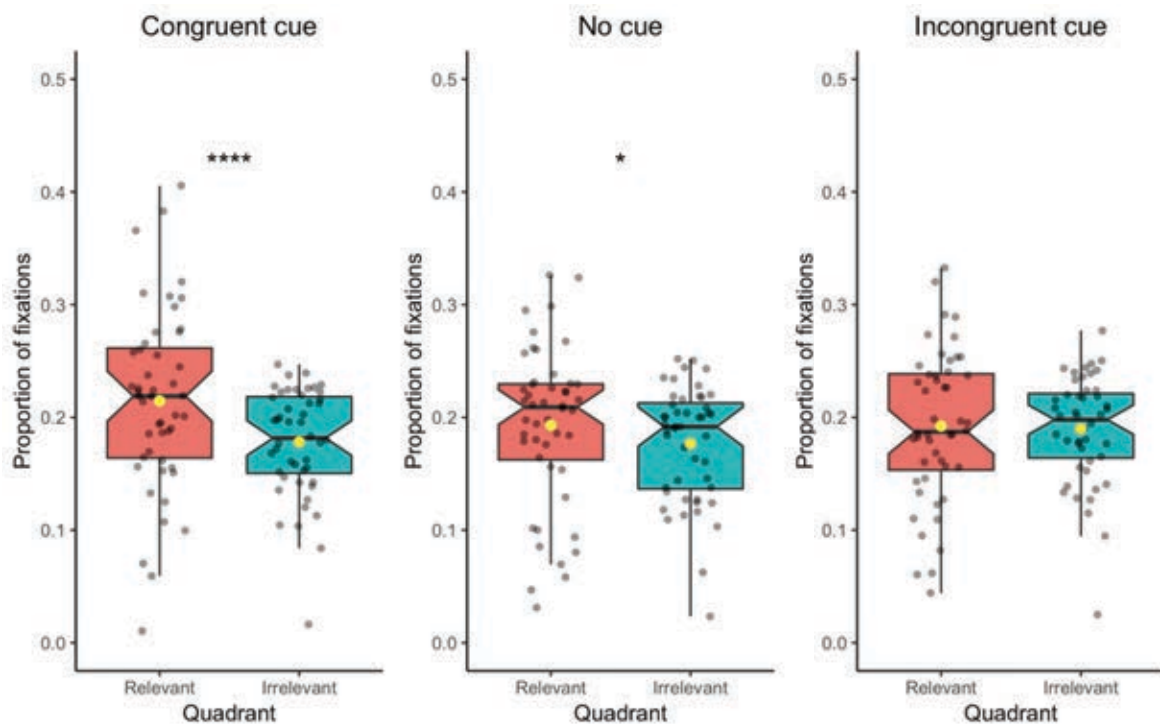 Congruent cue
No cue
Incongruent cue
Proportion of fixations
0.5
0.4
0.3
0.2
0.1
0.0
★★★★
Relevant
Irrelevant
Quadrant
Proportion of fixations
0.5
0.4
0.3
0.2
0.1
0.0
★
Relevant
Irrelevant
Quadrant
Proportion of fixations
0.5
0.4
0.3
0.2
0.1
0.0
Relevant
Irrelevant
Quadrant